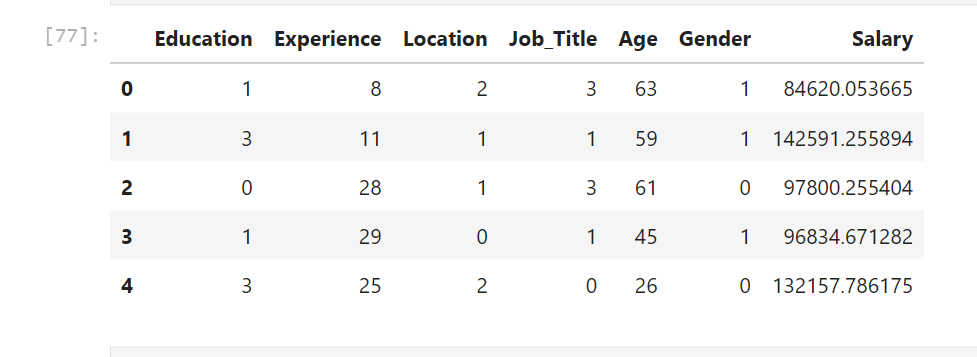 [77]:
Education Experience Location Job_Title Age Gender Salary
0 1 8 2 3 63 1 84620.053665
1 3 11 1 1 59 1 142591.255894
2 0 28 1 3 61 0 97800.255404
3 1 29 0 1 45 1 96834.671282
4 3 25 2 0 26 0 132157.786175